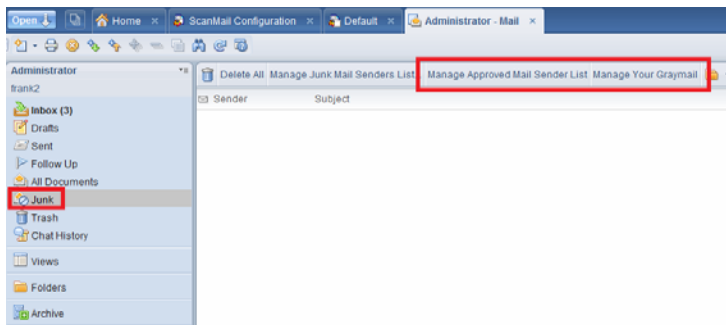 Open Home ScanMail Configuration Default Administrator - Mail
Administrator
frank2
Delete All Manage Junk Mail Senders List... Manage Approved Mail Sender List Manage Your Graymail
Sender Subject
Inbox (3)
Drafts
Sent
Follow Up
All Documents
Junk
Trash
Chat History
Views
Folders
Archive